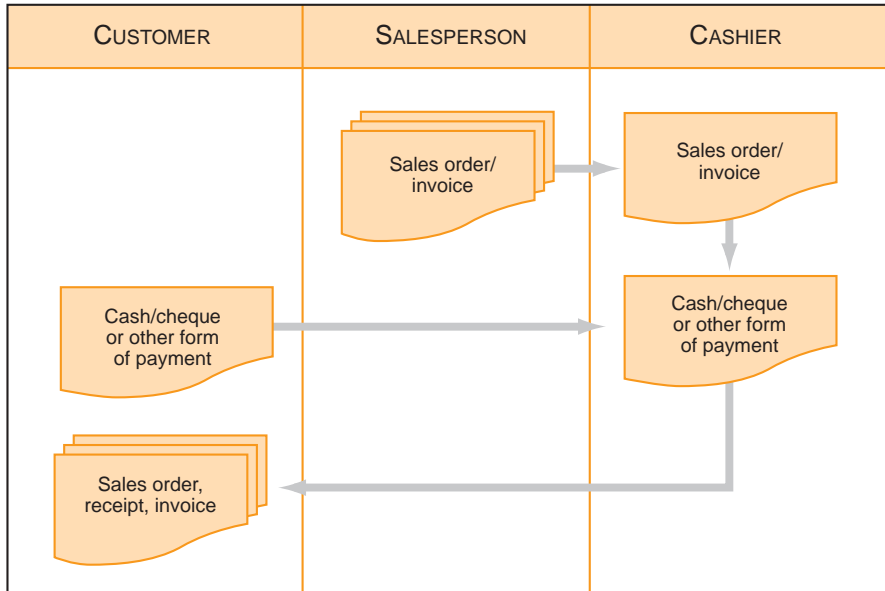 CUSTOMER
SALESPERSON
CASHIER
Sales order/
invoice
Sales order/
invoice
Cash/cheque
or other form
of payment
Cash/cheque
or other form
of payment
Sales order,
receipt, invoice